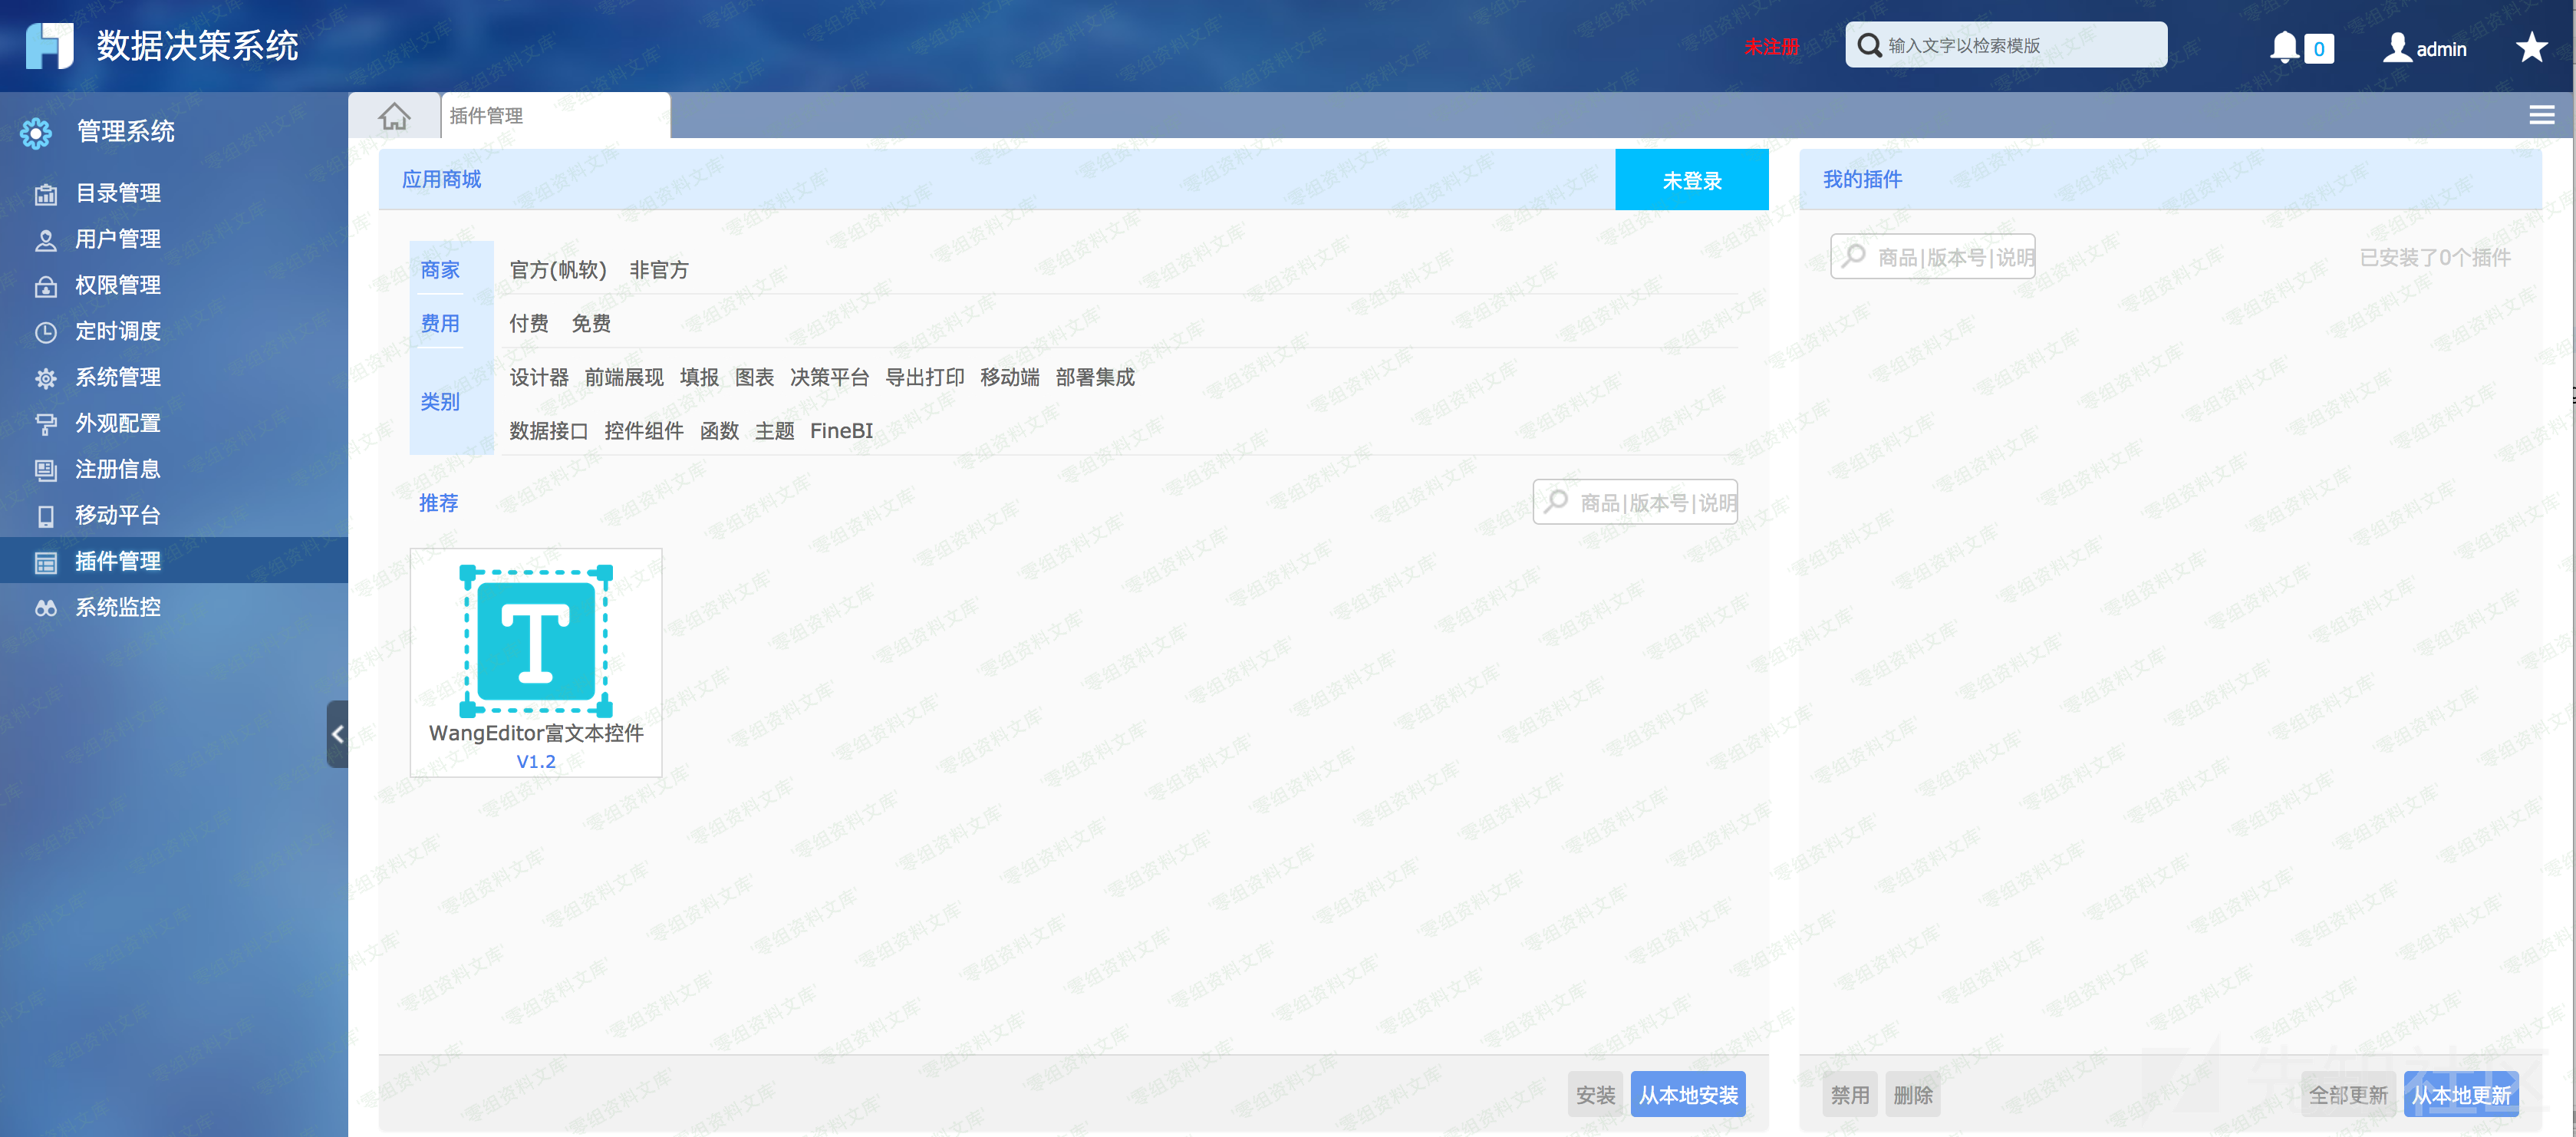 数据决策系统
未注册
输入文字以检索模版
0
admin
管理系统
目录管理
用户管理
权限管理
定时调度
系统管理
外观配置
注册信息
移动平台
插件管理
系统监控
插件管理
应用商城
未登录
商家
官方(帆软) 非官方
费用
付费 免费
类别
设计器 前端展现 填报 图表 决策平台 导出打印 移动端 部署集成
数据接口 控件组件 函数 主题 FineBI
推荐
商品|版本号|说明
T
WangEditor富文本控件
V1.2
安装
从本地安装
我的插件
商品|版本号|说明
已安装了0个插件
禁用
删除
全部更新
从本地更新
零组资料文库